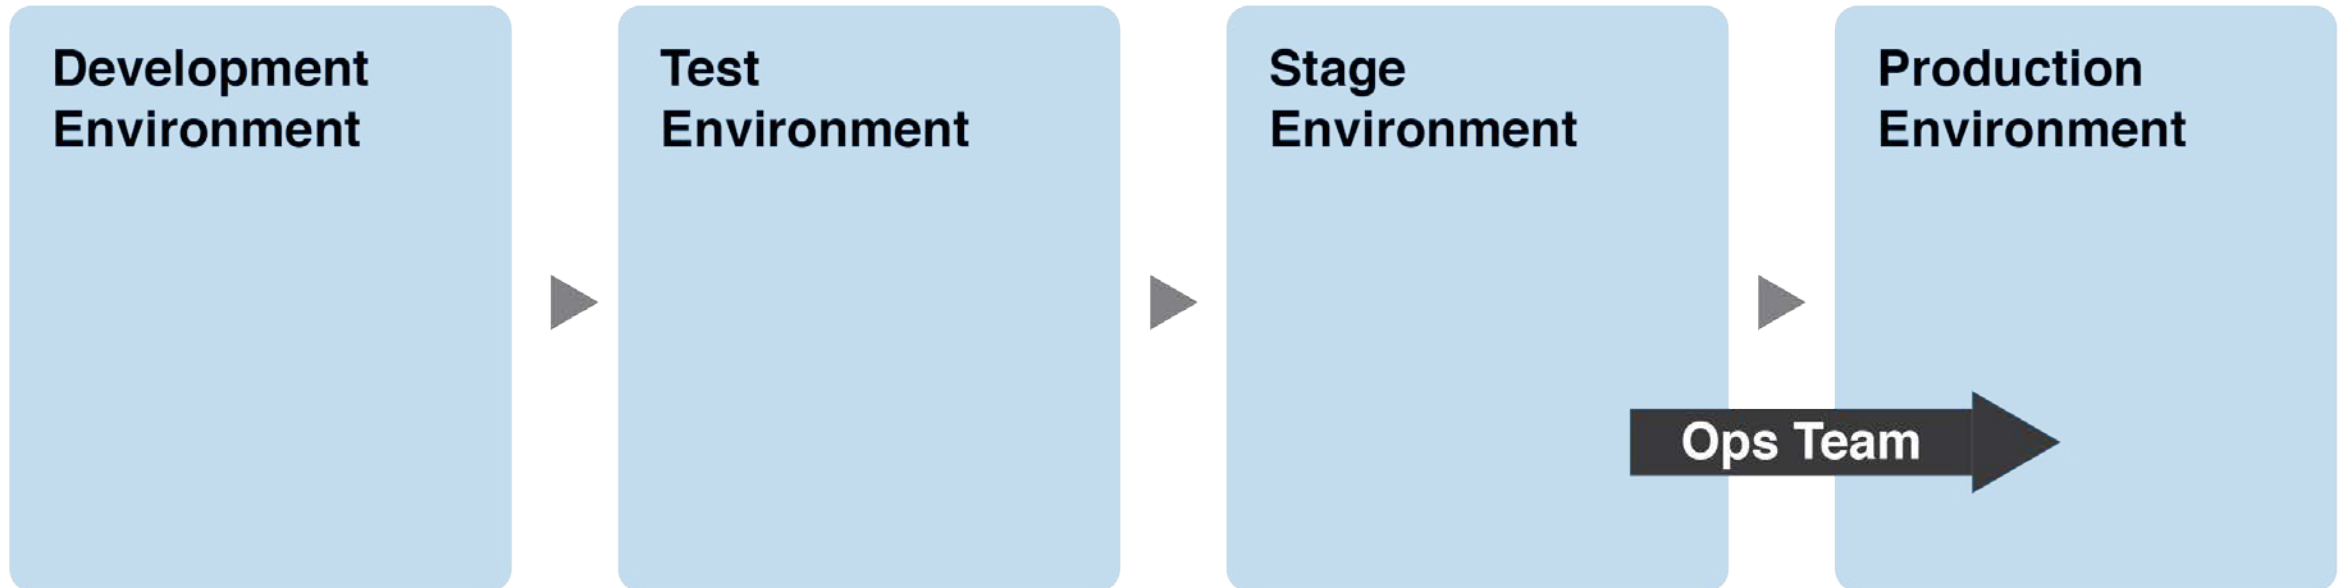 Development
Environment
Test
Environment
Stage
Environment
Production
Environment
Ops Team